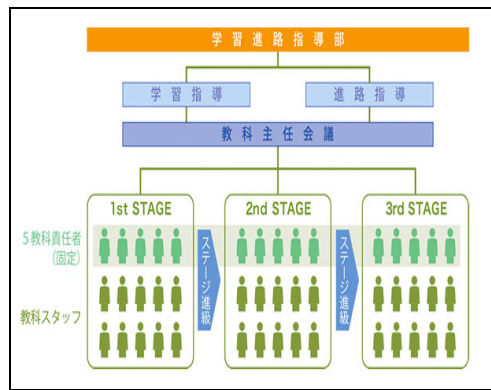 学習進路指導部
学習指導
進路指導
教科主任会議
1st STAGE
2nd STAGE
3rd STAGE
5教科責任者
(固定)
ステージ進級
ステージ進級
教科スタッフ